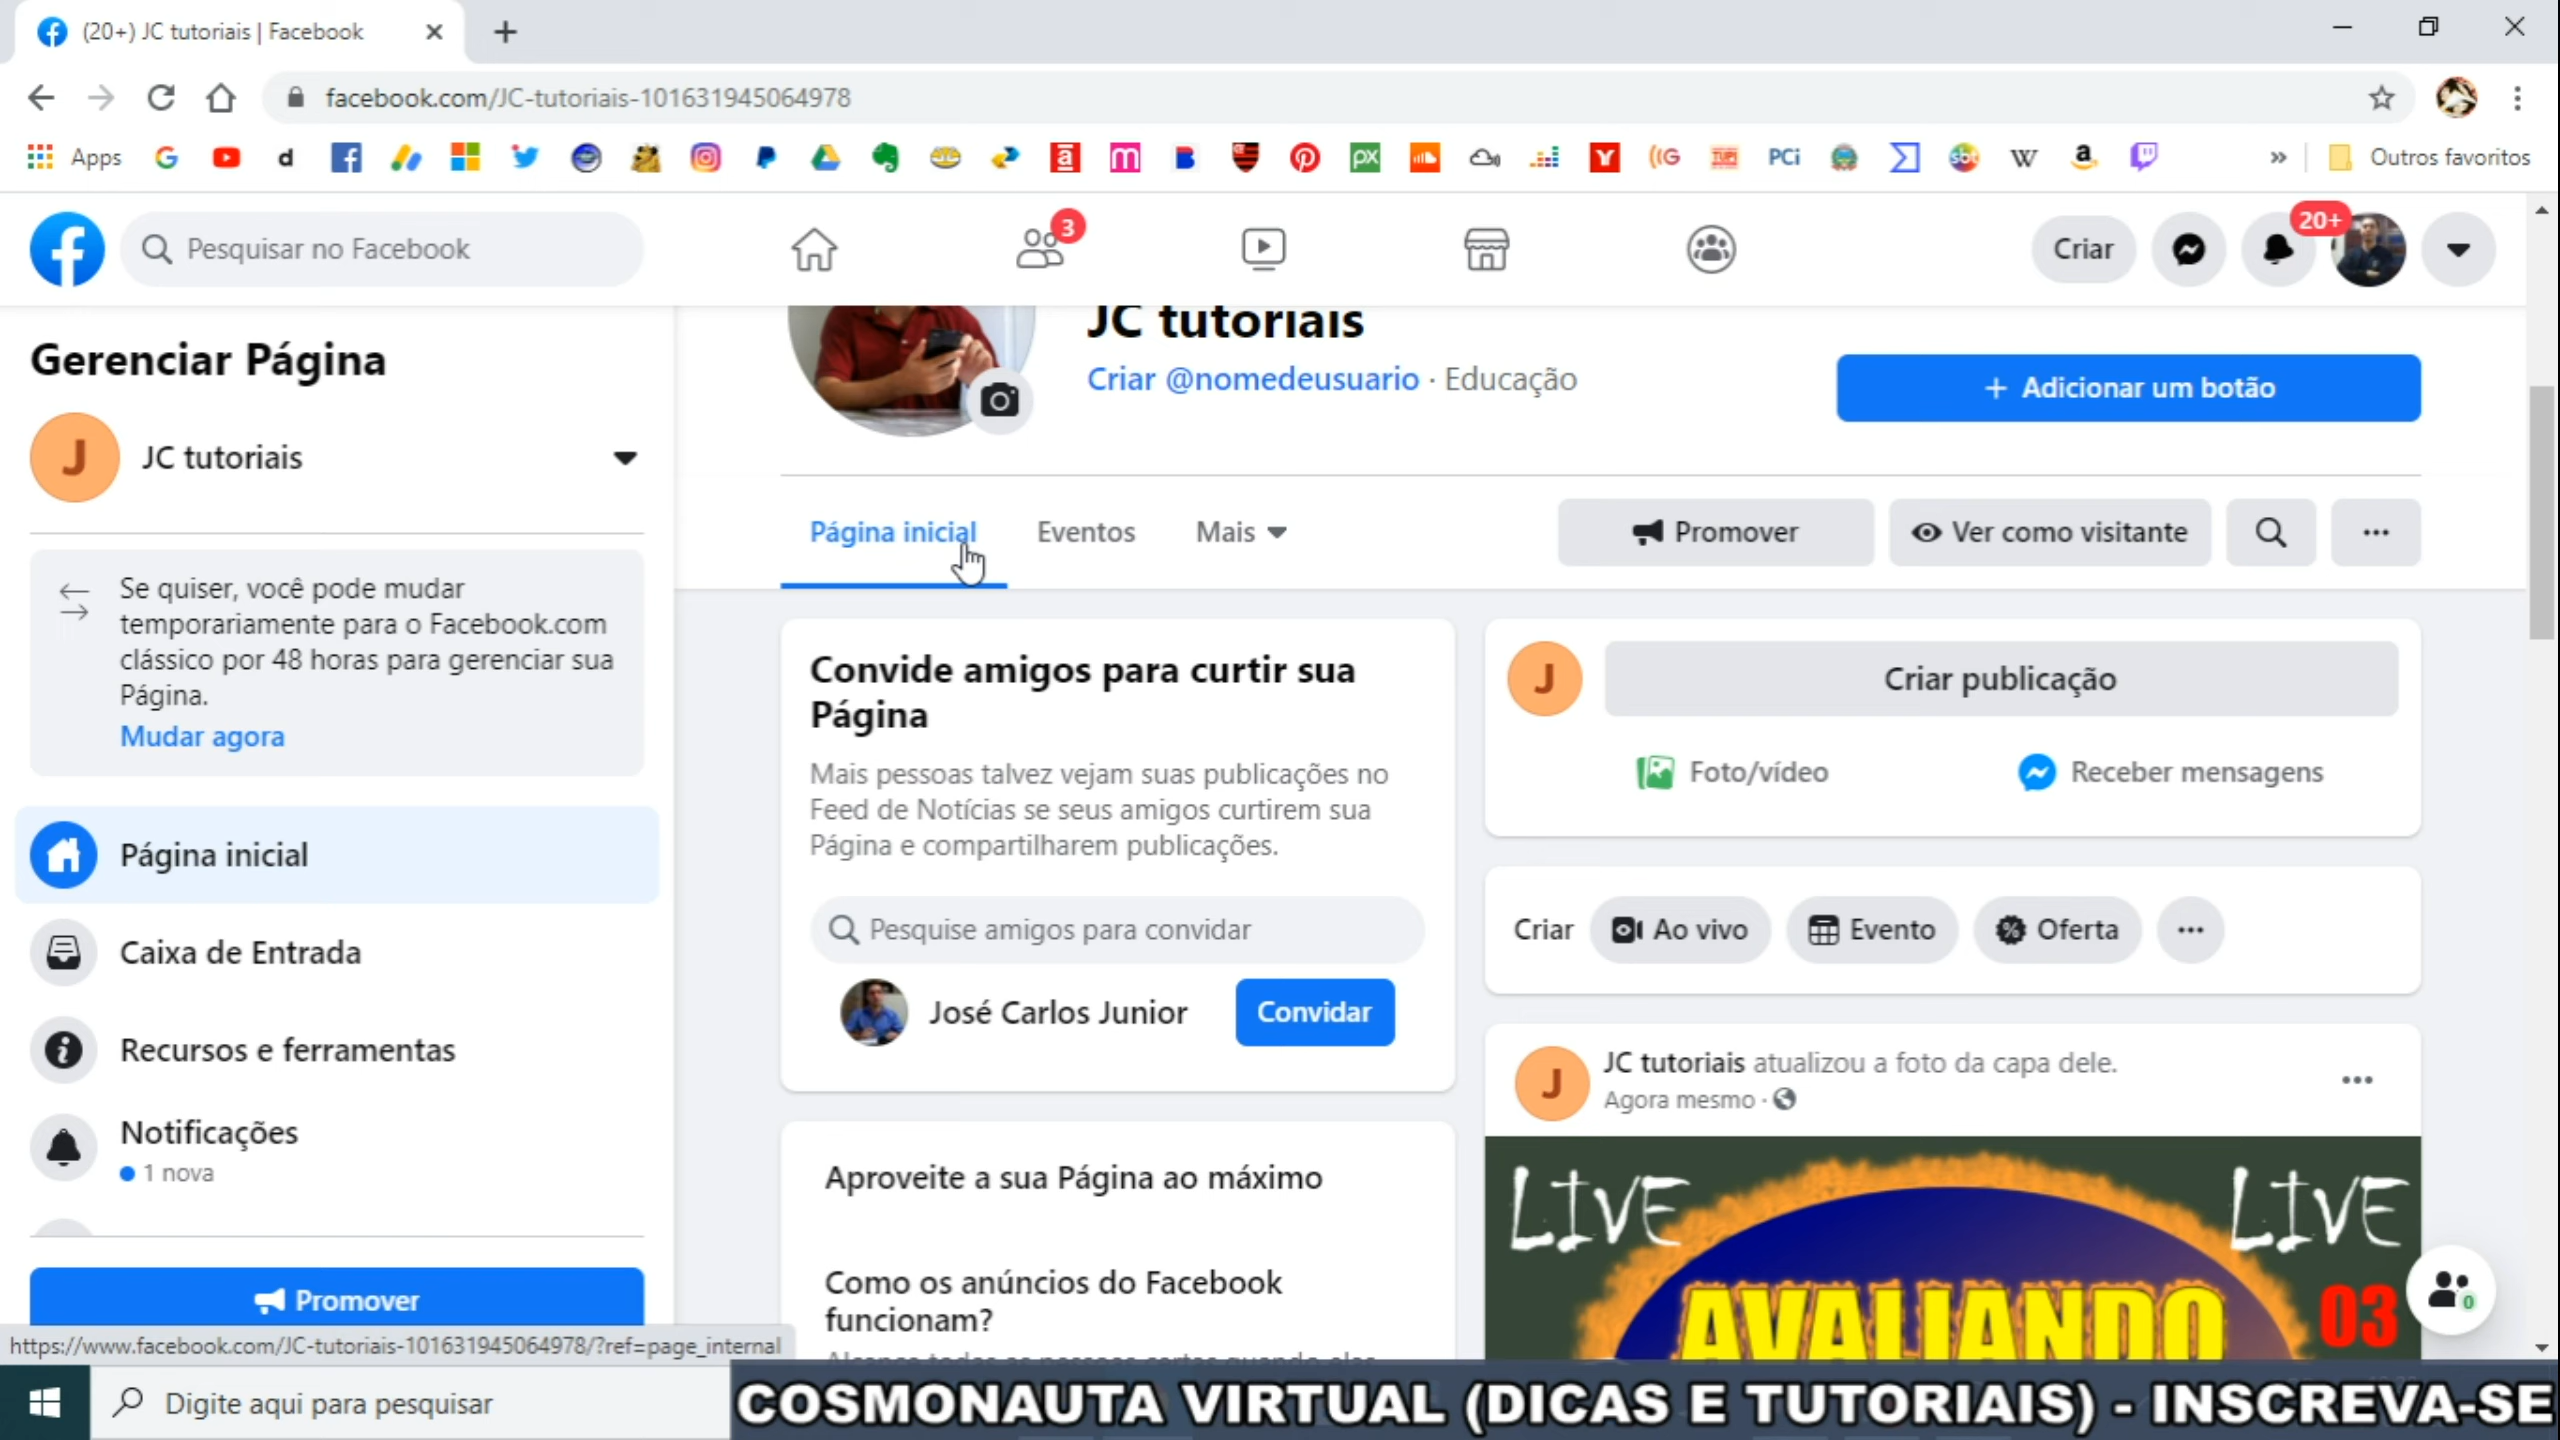 (20+) JC tutoriais | Facebook
facebook.com/JC-tutoriais-101631945064978
Apps
Outros favoritos
Pesquisar no Facebook
3
Criar
20+
Gerenciar Página
J
JC tutoriais
Se quiser, você pode mudar
temporariamente para o Facebook.com
clássico por 48 horas para gerenciar sua
Página.
Mudar agora
Página inicial
Caixa de Entrada
Recursos e ferramentas
Notificações
1 nova
Promover
https://www.facebook.com/JC-tutoriais-101631945064978/?ref=page_internal
JC tutoriais
Criar @nomedeusuario · Educação
+ Adicionar um botão
Página inicial
Eventos
Mais
Promover
Ver como visitante
Convide amigos para curtir sua
Página
Mais pessoas talvez vejam suas publicações no
Feed de Notícias se seus amigos curtirem sua
Página e compartilharem publicações.
Pesquise amigos para convidar
José Carlos Junior
Convidar
Aproveite a sua Página ao máximo
Como os anúncios do Facebook
funcionam?
J
Criar publicação
Foto/vídeo
Receber mensagens
Criar
Ao vivo
Evento
Oferta
J
JC tutoriais atualizou a foto da capa dele.
Agora mesmo ·
LIVE
LIVE
AVALIANDO
03
0
Digite aqui para pesquisar
COSMONAUTA VIRTUAL (DICAS E TUTORIAIS) - INSCREVA-SE